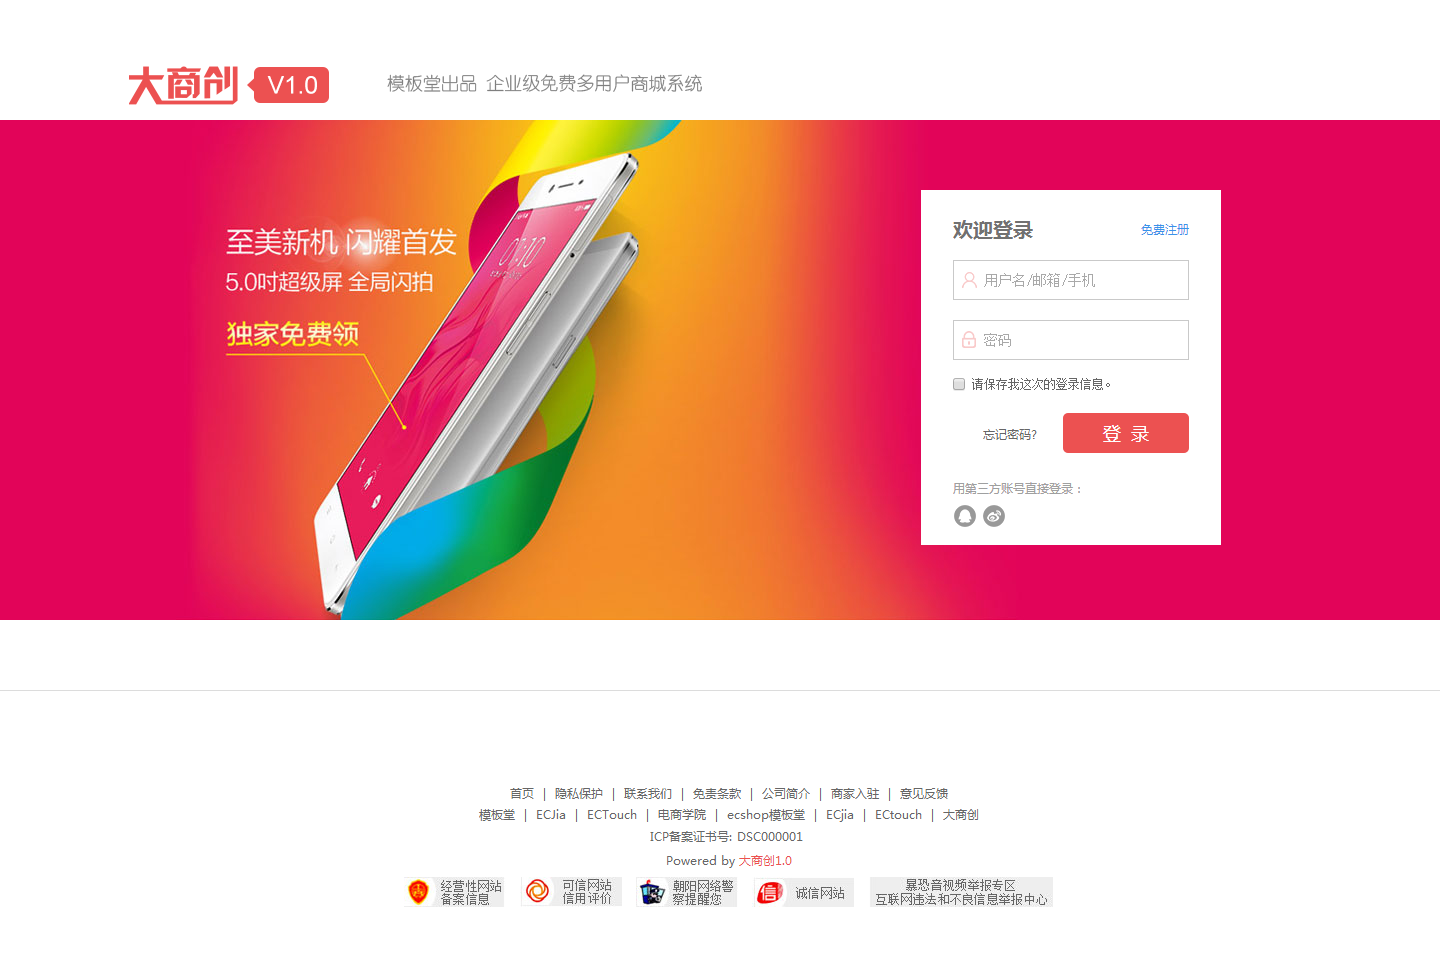 大商创 V1.0 模板堂出品 企业级免费多用户商城系统
至美新机 闪耀首发
5.0吋超级屏 全局闪拍
独家免费领
欢迎登录 免费注册
用户名/邮箱/手机
密码
请保存我这次的登录信息。
忘记密码? 登 录
用第三方账号直接登录：
首页 | 隐私保护 | 联系我们 | 免责条款 | 公司简介 | 商家入驻 | 意见反馈
模板堂 | ECJia | ECTouch | 电商学院 | ecshop模板堂 | ECjia | ECtouch | 大商创
ICP备案证书号: DSC000001
Powered by 大商创1.0
经营性网站
备案信息
可信网站
信用评价
朝阳网络警
察提醒您
信 诚信网站
暴恐音视频举报专区
互联网违法和不良信息举报中心